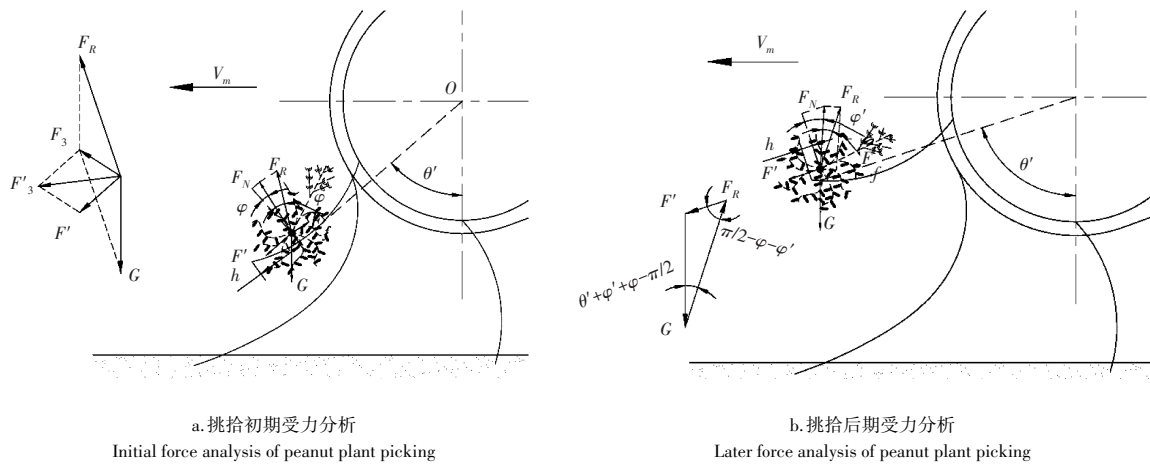 F_R
V_m
O
F_3
F'_3
F'
G
θ'
F_N
F_R
φ
φ
F'
h
G
V_m
F_N
F_R
φ'
h
F'
F
f
G
θ'
F'
F_R
π/2-φ-φ'
θ'+φ'+φ-π/2
G
a.挑拾初期受力分析
Initial force analysis of peanut plant picking
b.挑拾后期受力分析
Later force analysis of peanut plant picking